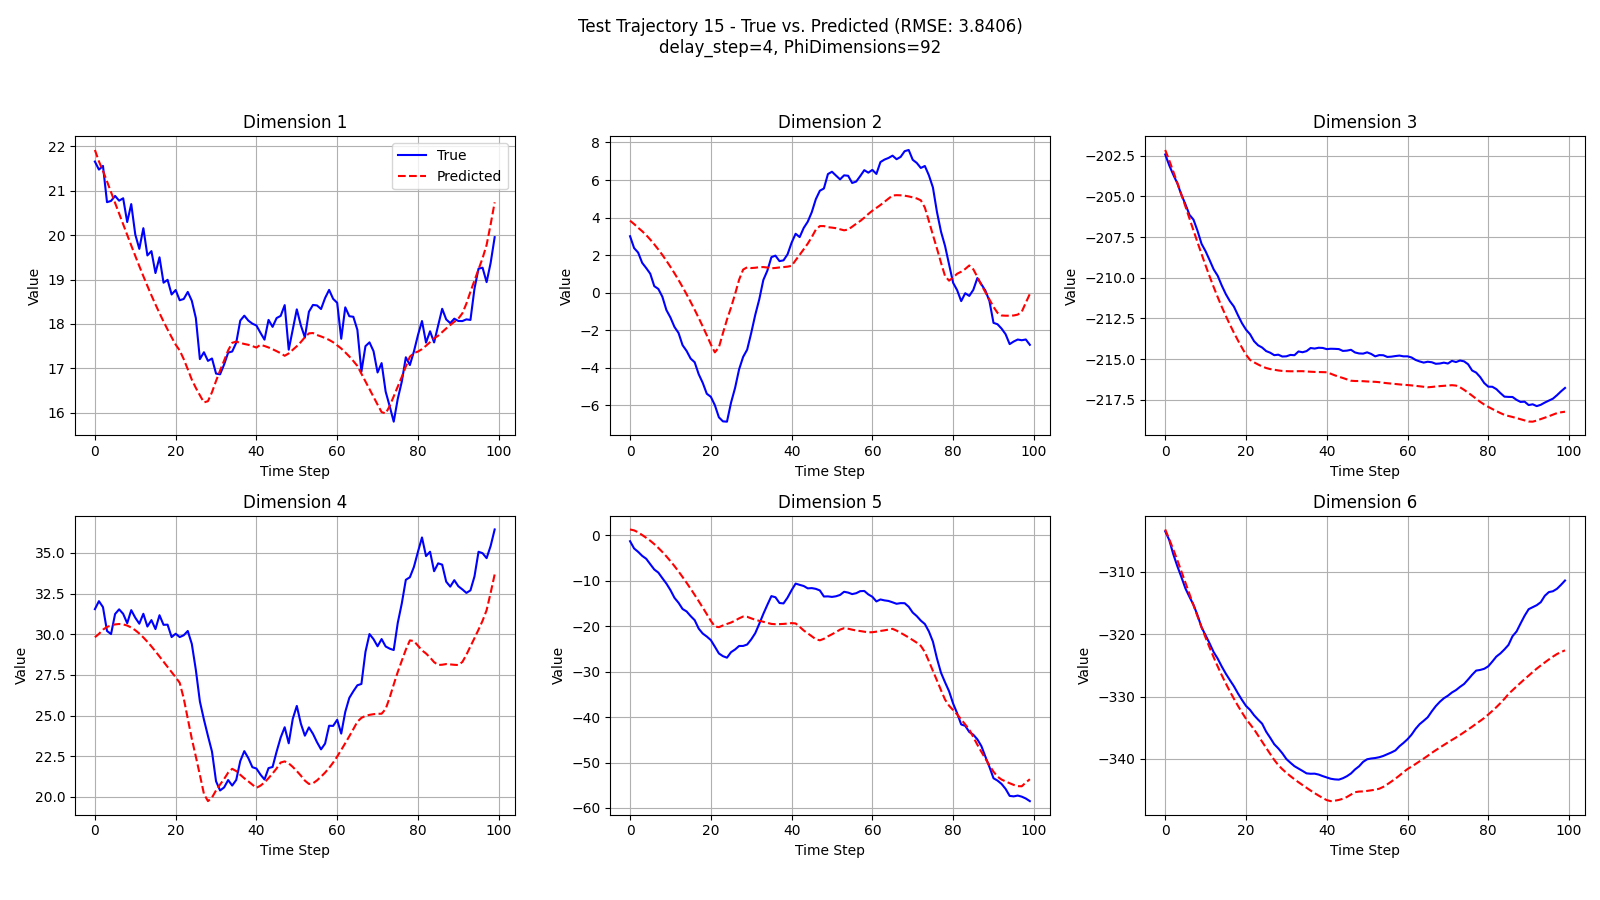 Test Trajectory 15 - True vs. Predicted (RMSE: 3.8406)
delay_step=4, PhiDimensions=92
Dimension 1
22
21
20
19
18
17
16
Value
0 20 40 60 80 100
Time Step
True
Predicted
Dimension 2
8
6
4
2
0
−2
−4
−6
Value
0 20 40 60 80 100
Time Step
Dimension 3
−202.5
−205.0
−207.5
−210.0
−212.5
−215.0
−217.5
Value
0 20 40 60 80 100
Time Step
Dimension 4
35.0
32.5
30.0
27.5
25.0
22.5
20.0
Value
0 20 40 60 80 100
Time Step
Dimension 5
0
−10
−20
−30
−40
−50
−60
Value
0 20 40 60 80 100
Time Step
Dimension 6
−310
−320
−330
−340
Value
0 20 40 60 80 100
Time Step